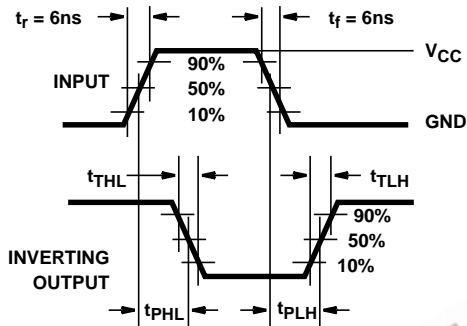 tr = 6ns
tf = 6ns
VCC
INPUT
90%
50%
10%
GND
tTHL
tTLH
90%
50%
10%
INVERTING
OUTPUT
tPHL
tPLH